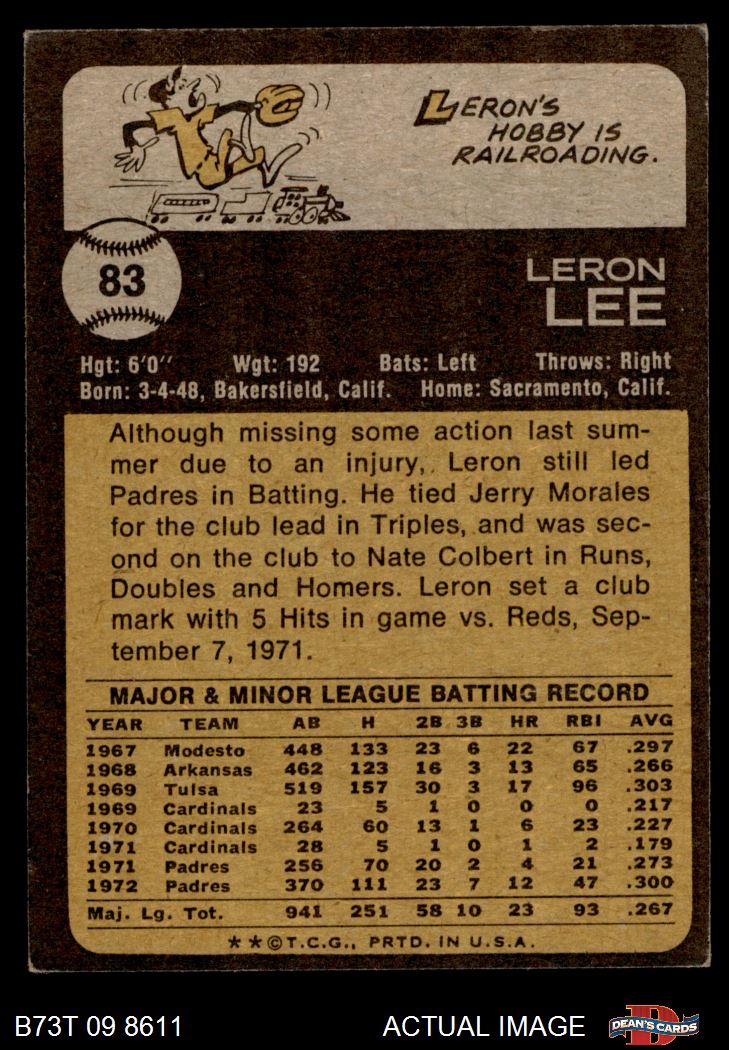 LERON'S
HOBBY IS
RAILROADING.
83
LERON
LEE
Hgt: 6'0" Wgt: 192 Bats: Left Throws: Right
Born: 3-4-48, Bakersfield, Calif. Home: Sacramento, Calif.
Although missing some action last sum-
mer due to an injury, Leron still led
Padres in Batting. He tied Jerry Morales
for the club lead in Triples, and was sec-
ond on the club to Nate Colbert in Runs,
Doubles and Homers. Leron set a club
mark with 5 Hits in game vs. Reds, Sep-
tember 7, 1971.
MAJOR & MINOR LEAGUE BATTING RECORD
YEAR TEAM AB H 2B 3B HR RBI AVG
1967 Modesto 448 133 23 6 22 67 .297
1968 Arkansas 462 123 16 3 13 65 .266
1969 Tulsa 519 157 30 3 17 96 .303
1969 Cardinals 23 5 1 0 0 0 .217
1970 Cardinals 264 60 13 1 6 23 .227
1971 Cardinals 28 5 1 0 1 2 .179
1971 Padres 256 70 20 2 4 21 .273
1972 Padres 370 111 23 7 12 47 .300
Maj. Lg. Tot. 941 251 58 10 23 93 .267
**©T.C.G., PRTD. IN U.S.A.
B73T 09 8611 ACTUAL IMAGE D DEAN'S CARDS